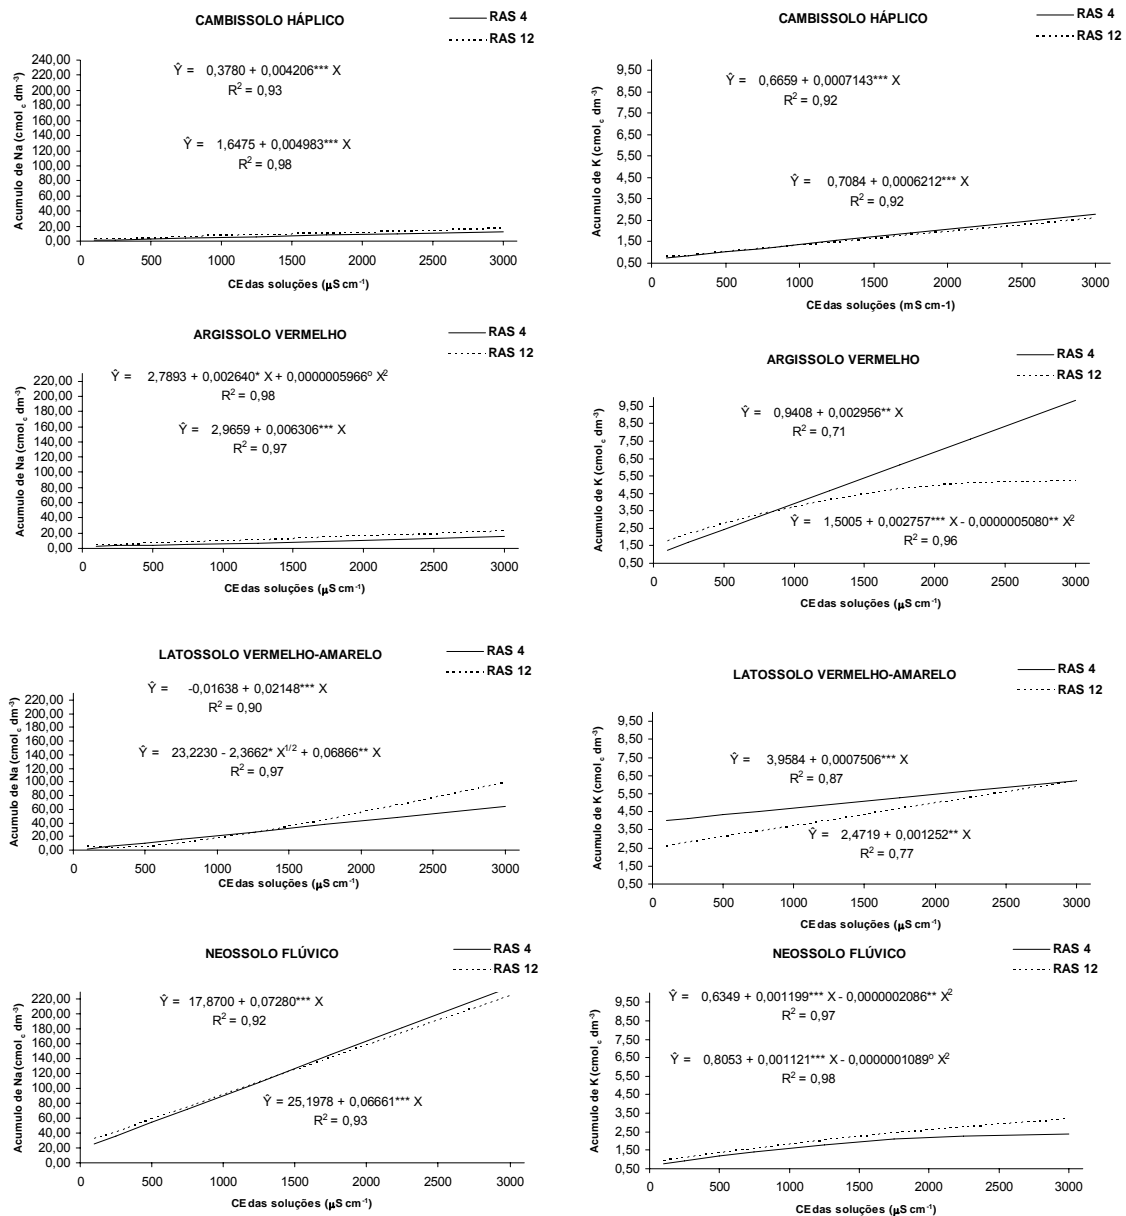 CAMBISSOLO HÁPLICO
RAS 4
RAS 12
Acumulo de Na (cmol_c dm⁻³)
240,00
220,00
200,00
180,00
160,00
140,00
120,00
100,00
80,00
60,00
40,00
20,00
0,00
Ŷ = 0,3780 + 0,004206*** X
R² = 0,93
Ŷ = 1,6475 + 0,004983*** X
R² = 0,98
0 500 1000 1500 2000 2500 3000
CE das soluções (µS cm⁻¹)
CAMBISSOLO HÁPLICO
RAS 4
RAS 12
Acumulo de K (cmol_c dm⁻³)
9,50
8,50
7,50
6,50
5,50
4,50
3,50
2,50
1,50
0,50
Ŷ = 0,6659 + 0,0007143*** X
R² = 0,92
Ŷ = 0,7084 + 0,0006212*** X
R² = 0,92
0 500 1000 1500 2000 2500 3000
CE das soluções (mS cm-1)
ARGISSOLO VERMELHO
RAS 4
RAS 12
Acumulo de Na (cmol_c dm⁻³)
220,00
200,00
180,00
160,00
140,00
120,00
100,00
80,00
60,00
40,00
20,00
0,00
Ŷ = 2,7893 + 0,002640* X + 0,0000005966º X²
R² = 0,98
Ŷ = 2,9659 + 0,006306*** X
R² = 0,97
0 500 1000 1500 2000 2500 3000
CE das soluções (µS cm⁻¹)
ARGISSOLO VERMELHO
RAS 4
RAS 12
Acumulo de K (cmol_c dm⁻³)
9,50
8,50
7,50
6,50
5,50
4,50
3,50
2,50
1,50
0,50
Ŷ = 0,9408 + 0,002956** X
R² = 0,71
Ŷ = 1,5005 + 0,002757*** X - 0,0000005080** X²
R² = 0,96
0 500 1000 1500 2000 2500 3000
CE das soluções (µS cm⁻¹)
LATOSSOLO VERMELHO-AMARELO
RAS 4
RAS 12
Acumulo de Na (cmol_c dm⁻³)
220,00
200,00
180,00
160,00
140,00
120,00
100,00
80,00
60,00
40,00
20,00
0,00
Ŷ = -0,01638 + 0,02148*** X
R² = 0,90
Ŷ = 23,2230 - 2,3662* X^1/2 + 0,06866** X
R² = 0,97
0 500 1000 1500 2000 2500 3000
CE das soluções (µS cm⁻¹)
LATOSSOLO VERMELHO-AMARELO
RAS 4
RAS 12
Acumulo de K (cmol_c dm⁻³)
9,50
8,50
7,50
6,50
5,50
4,50
3,50
2,50
1,50
0,50
Ŷ = 3,9584 + 0,0007506*** X
R² = 0,87
Ŷ = 2,4719 + 0,001252** X
R² = 0,77
0 500 1000 1500 2000 2500 3000
CE das soluções (µS cm⁻¹)
NEOSSOLO FLÚVICO
RAS 4
RAS 12
Acumulo de Na (cmol_c dm⁻³)
220,00
200,00
180,00
160,00
140,00
120,00
100,00
80,00
60,00
40,00
20,00
0,00
Ŷ = 17,8700 + 0,07280*** X
R² = 0,92
Ŷ = 25,1978 + 0,06661*** X
R² = 0,93
0 500 1000 1500 2000 2500 3000
CE das soluções (µS cm⁻¹)
NEOSSOLO FLÚVICO
RAS 4
RAS 12
Acumulo de K (cmol_c dm⁻³)
9,50
8,50
7,50
6,50
5,50
4,50
3,50
2,50
1,50
0,50
Ŷ = 0,6349 + 0,001199*** X - 0,0000002086** X²
R² = 0,97
Ŷ = 0,8053 + 0,001121*** X - 0,0000001089º X²
R² = 0,98
0 500 1000 1500 2000 2500 3000
CE das soluções (µS cm⁻¹)